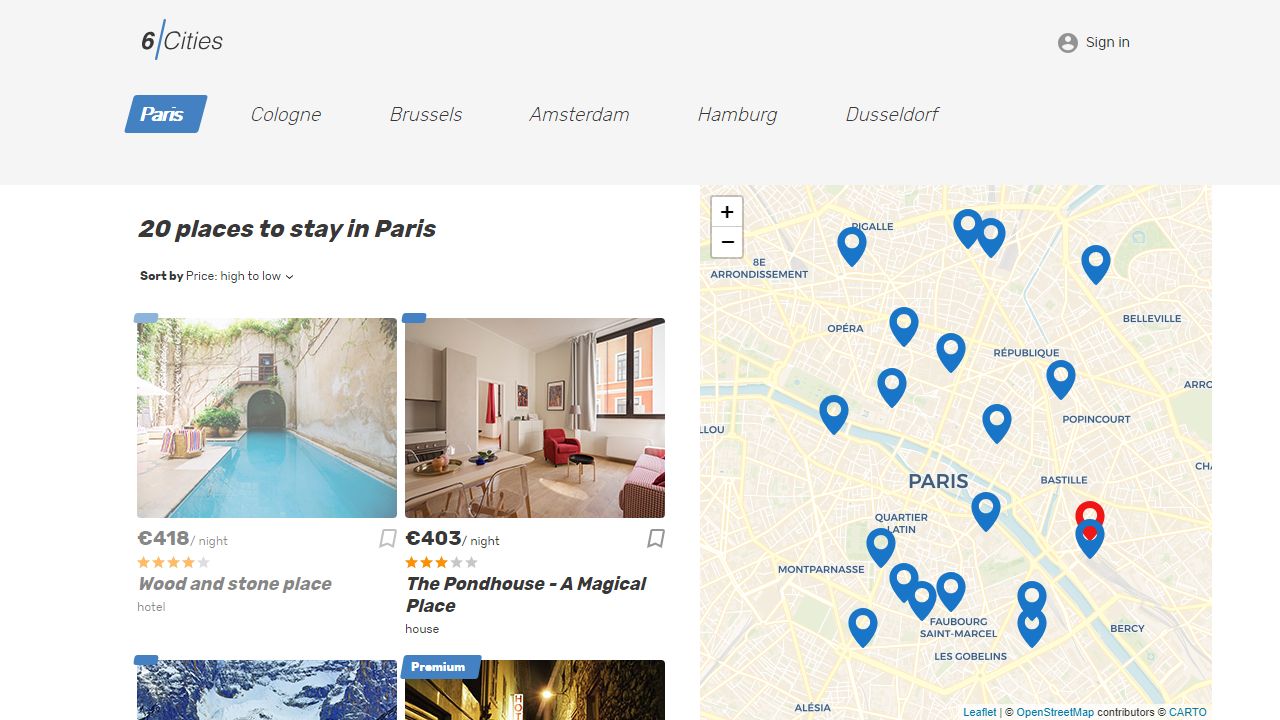 6 Cities
Sign in
Paris
Cologne
Brussels
Amsterdam
Hamburg
Dusseldorf
20 places to stay in Paris
Sort by Price: high to low
€418/ night
Wood and stone place
hotel
€403/ night
The Pondhouse - A Magical
Place
house
Premium
HOT
+
−
PIGALLE
8E
ARRONDISSEMENT
BELLEVILLE
OPÉRA
RÉPUBLIQUE
ARRO
POPINCOURT
LLOU
CHA
PARIS
BASTILLE
QUARTIER
LATIN
MONTPARNASSE
FAUBOURG
SAINT-MARCEL
BERCY
LES GOBELINS
ALÉSIA
Leaflet | © OpenStreetMap contributors © CARTO